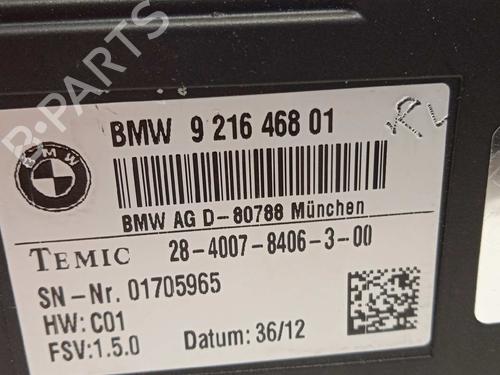 BMW 9 216 468 01
BMW
BMW AG D-80788 München
TEMIC 28-4007-8406-3-00
SN-Nr. 01705965
HW: C01
FSV:1.5.0 Datum: 36/12
B-PARTS